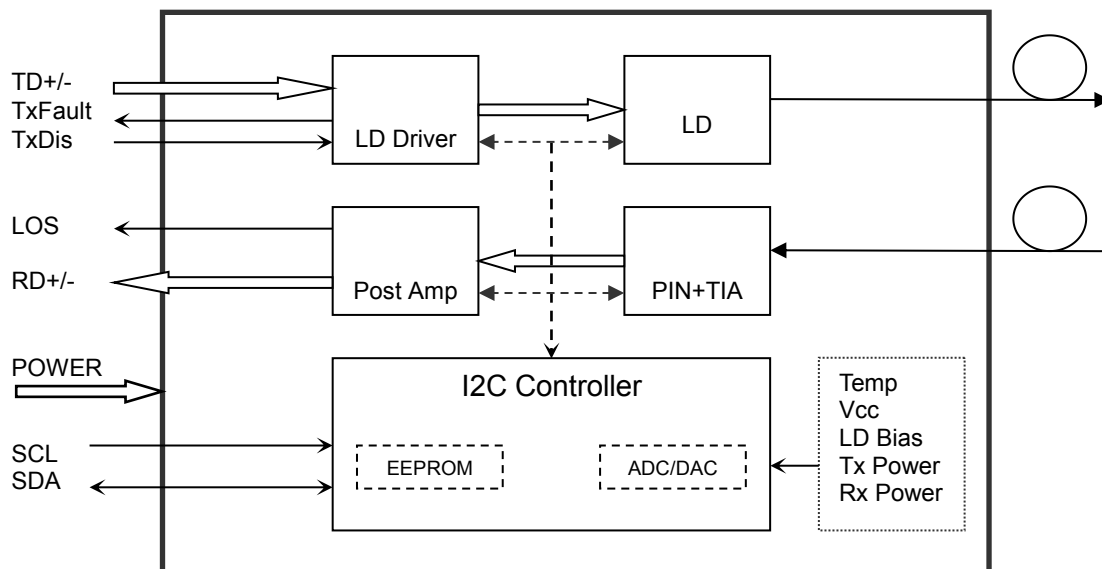 TD+/-
TxFault
TxDis
LD Driver
LD
LOS
RD+/-
Post Amp
PIN+TIA
POWER
I2C Controller
SCL
SDA
EEPROM
ADC/DAC
Temp
Vcc
LD Bias
Tx Power
Rx Power